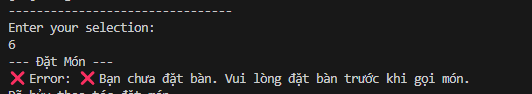 --------------------------------
Enter your selection:
6
--- Đặt Món ---
❌ Error: ❌ Bạn chưa đặt bàn. Vui lòng đặt bàn trước khi gọi món.